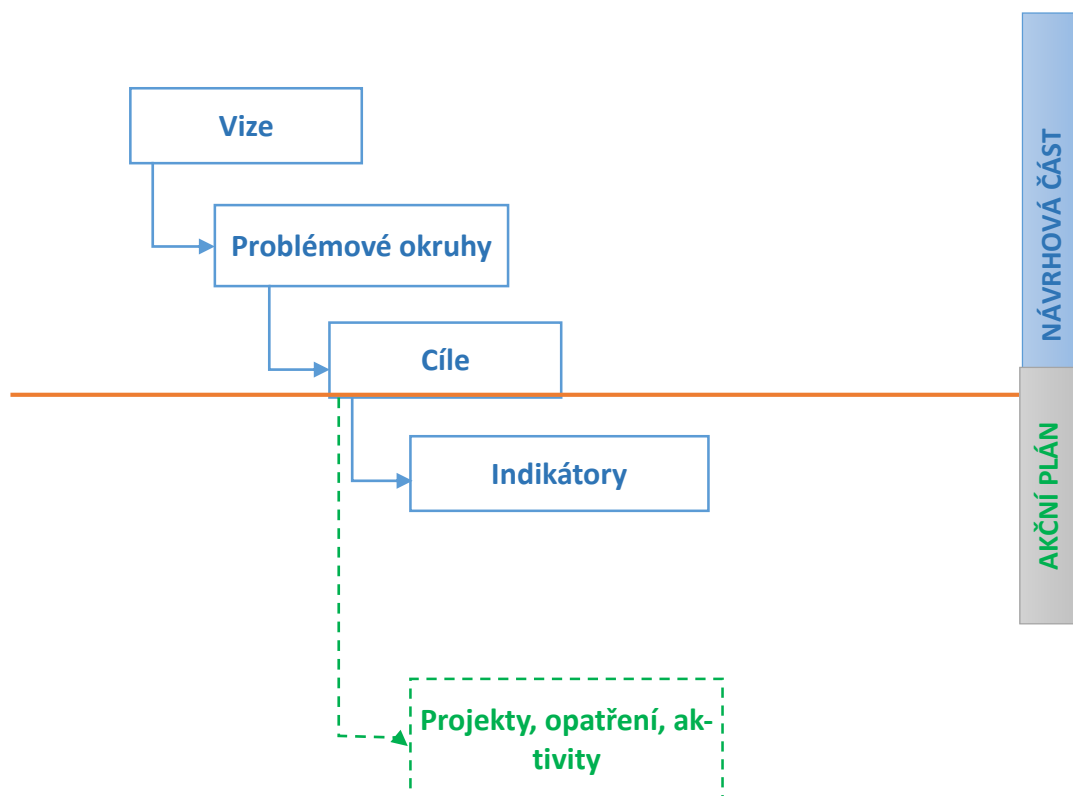 Vize
NÁVRHOVÁ ČÁST
Problémové okruhy
Cíle
Indikátory
AKČNÍ PLÁN
Projekty, opatření, ak-
tivity